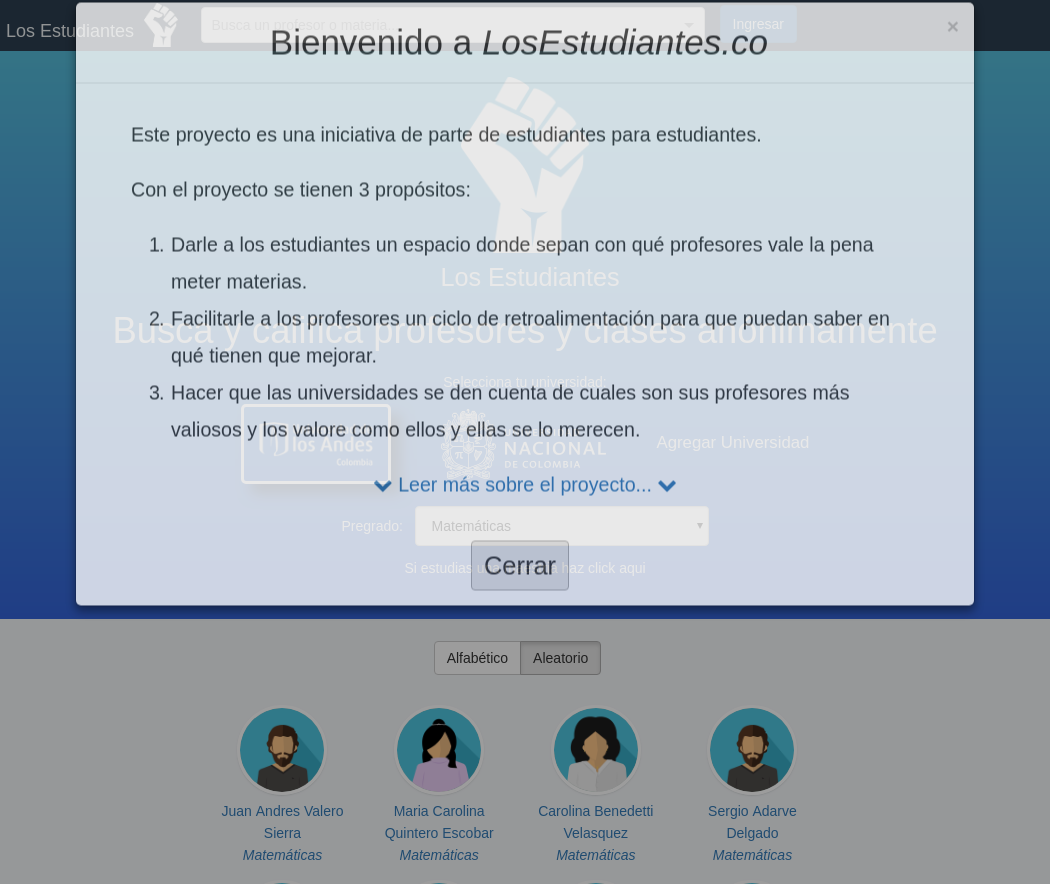 Los Estudiantes
Busca un profesor o materia
Ingresar
×
Bienvenido a LosEstudiantes.co
Este proyecto es una iniciativa de parte de estudiantes para estudiantes.
Con el proyecto se tienen 3 propósitos:
1. Darle a los estudiantes un espacio donde sepan con qué profesores vale la pena
meter materias.
2. Facilitarle a los profesores un ciclo de retroalimentación para que puedan saber en
qué tienen que mejorar.
3. Hacer que las universidades se den cuenta de cuales son sus profesores más
valiosos y los valore como ellos y ellas se lo merecen.
Leer más sobre el proyecto...
Cerrar
Los Estudiantes
Busca y califica profesores y clases anónimamente
Selecciona tu universidad:
los Andes
Colombia
NACIONAL
DE COLOMBIA
Agregar Universidad
Pregrado:
Matemáticas
Si estudias
haz click aqui
Alfabético
Aleatorio
Juan Andres Valero
Sierra
Matemáticas
Maria Carolina
Quintero Escobar
Matemáticas
Carolina Benedetti
Velasquez
Matemáticas
Sergio Adarve
Delgado
Matemáticas